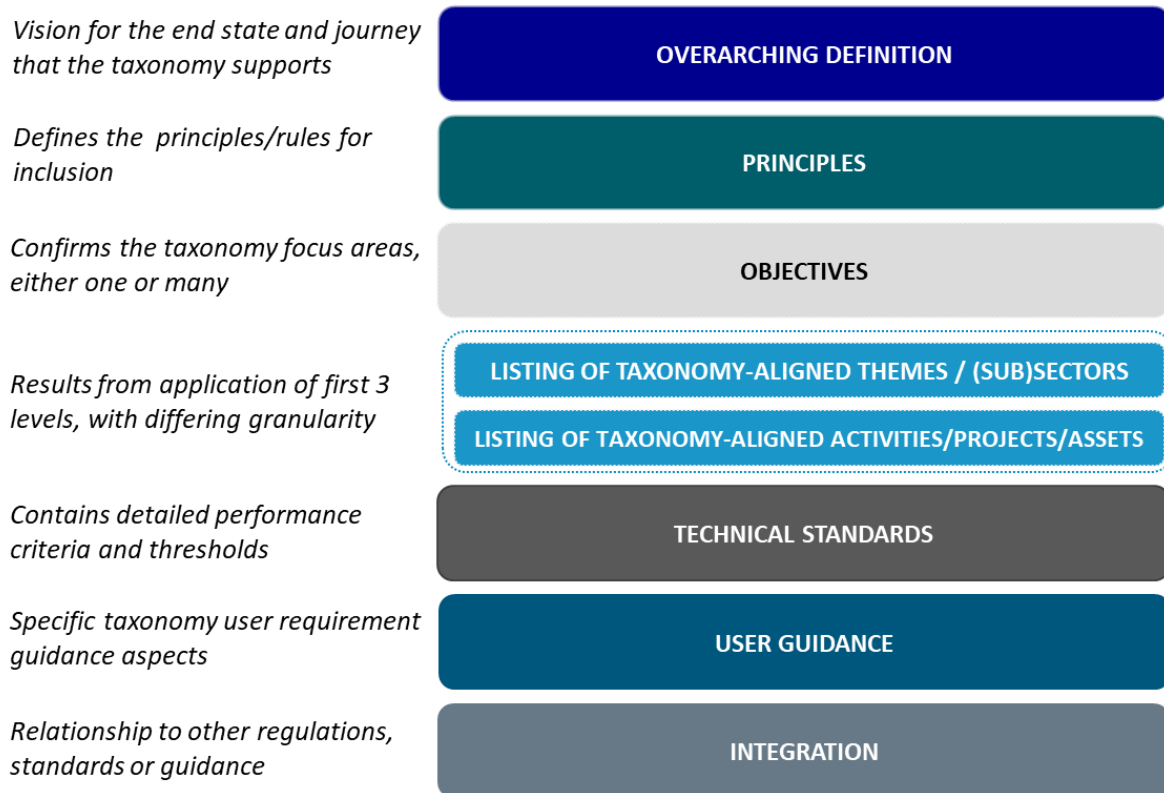 Vision for the end state and journey
that the taxonomy supports
OVERARCHING DEFINITION
Defines the principles/rules for
inclusion
PRINCIPLES
Confirms the taxonomy focus areas,
either one or many
OBJECTIVES
Results from application of first 3
levels, with differing granularity
LISTING OF TAXONOMY-ALIGNED THEMES / (SUB)SECTORS
LISTING OF TAXONOMY-ALIGNED ACTIVITIES/PROJECTS/ASSETS
Contains detailed performance
criteria and thresholds
TECHNICAL STANDARDS
Specific taxonomy user requirement
guidance aspects
USER GUIDANCE
Relationship to other regulations,
standards or guidance
INTEGRATION